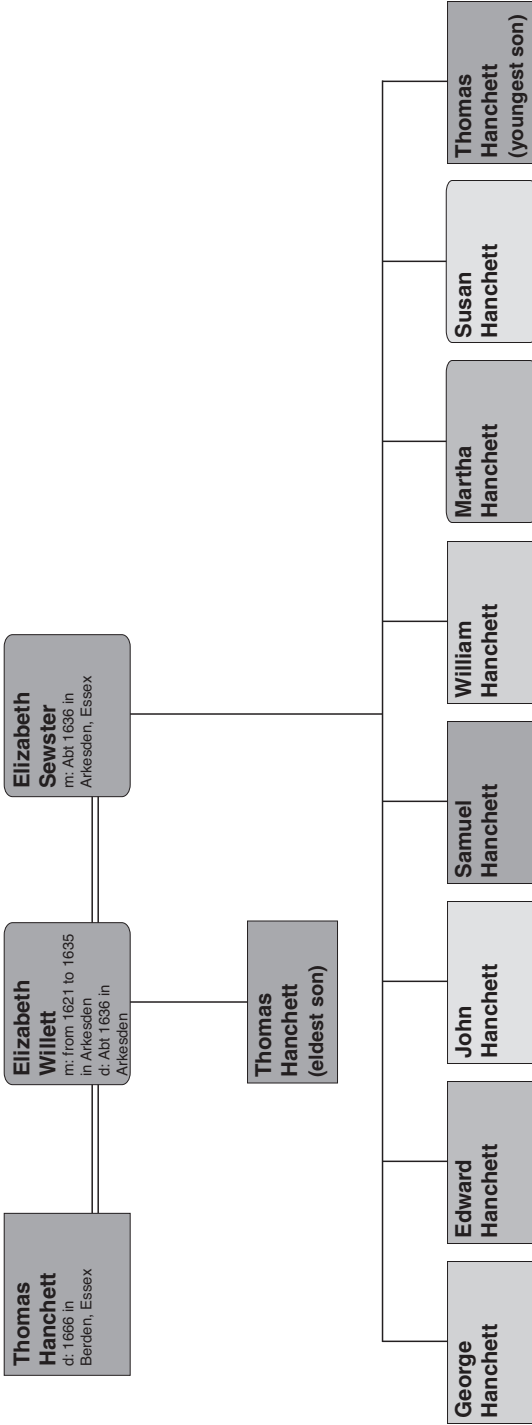 Thomas
Hanchett
d: 1666 in
Berden, Essex
Elizabeth
Willett
m: from 1621 to 1635
in Arkesden
d: Abt 1636 in
Arkesden
Elizabeth
Sewster
m: Abt 1636 in
Arkesden, Essex
Thomas
Hanchett
(eldest son)
George
Hanchett
Edward
Hanchett
John
Hanchett
Samuel
Hanchett
William
Hanchett
Martha
Hanchett
Susan
Hanchett
Thomas
Hanchett
(youngest son)